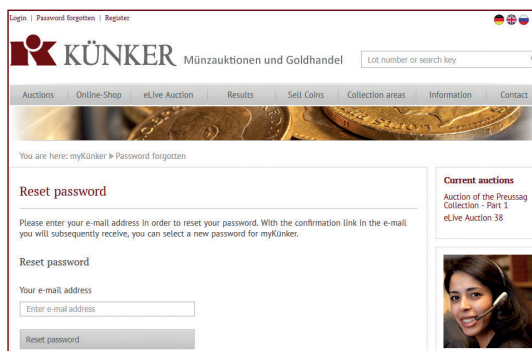 Login | Password forgotten | Register
KÜNKER Münzauktionen und Goldhandel
Lot number or search key
Auctions Online-Shop eLive Auction Results Sell Coins Collection areas Information Contact
You are here: myKünker ▶ Password forgotten
Reset password
Please enter your e-mail address in order to reset your password. With the confirmation link in the e-mail
you will subsequently receive, you can select a new password for myKünker.
Reset password
Your e-mail address
Enter e-mail address
Reset password
Current auctions
Auction of the Preussag
Collection - Part 1
eLive Auction 38